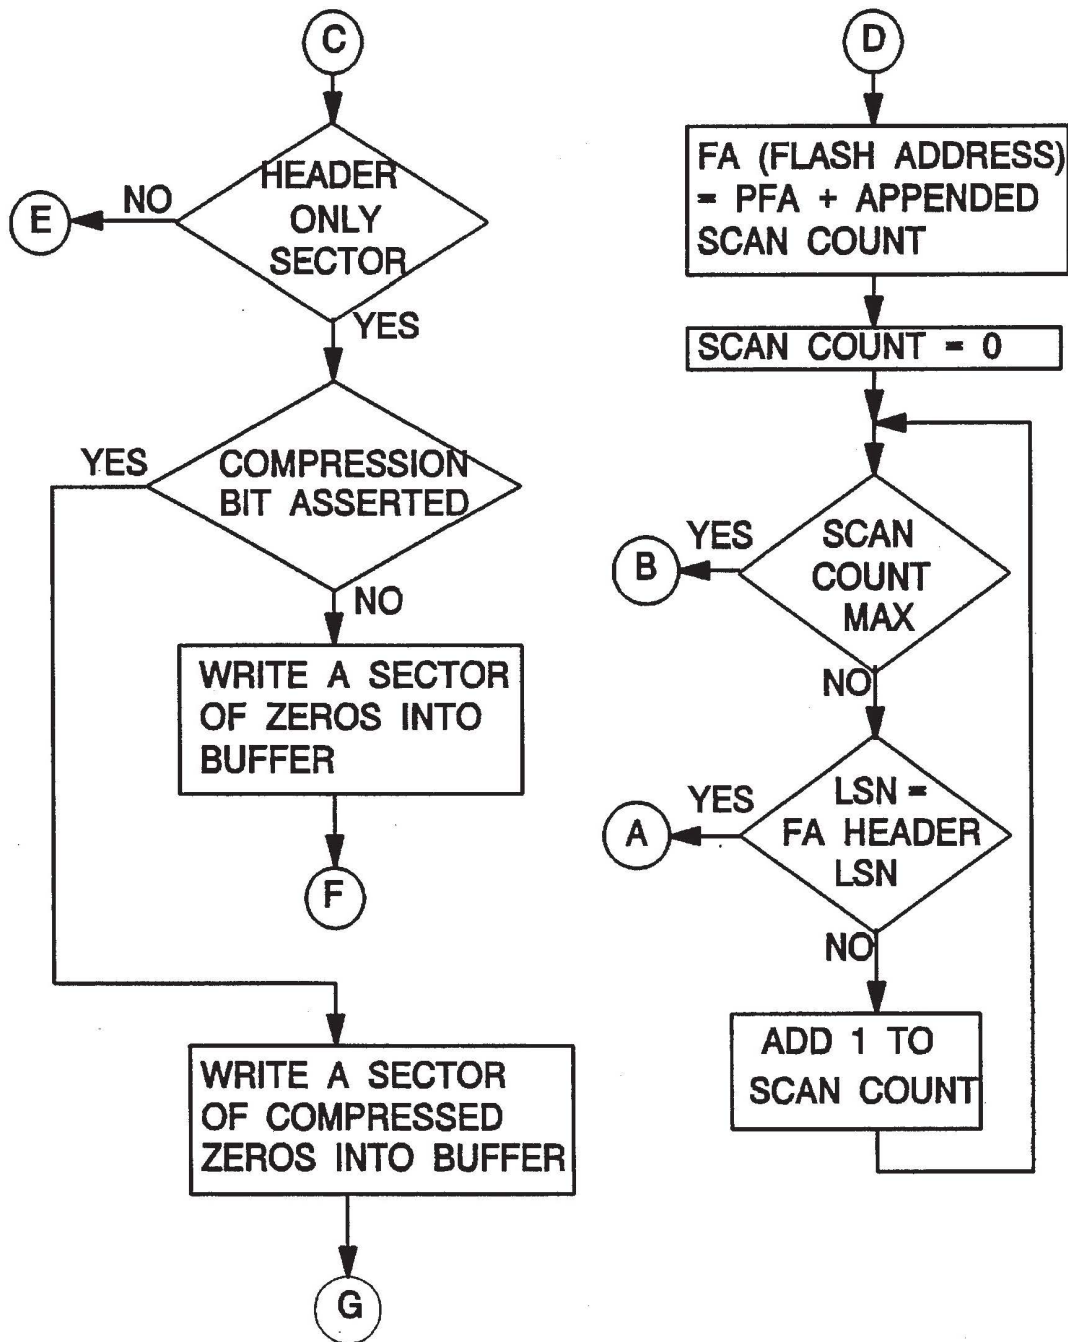 C
HEADER
ONLY
SECTOR
NO
E
YES
COMPRESSION
BIT ASSERTED
YES
NO
WRITE A SECTOR
OF ZEROS INTO
BUFFER
F
WRITE A SECTOR
OF COMPRESSED
ZEROS INTO BUFFER
G
D
FA (FLASH ADDRESS)
= PFA + APPENDED
SCAN COUNT
SCAN COUNT = 0
SCAN
COUNT
MAX
YES
B
NO
LSN =
FA HEADER
LSN
YES
A
NO
ADD 1 TO
SCAN COUNT